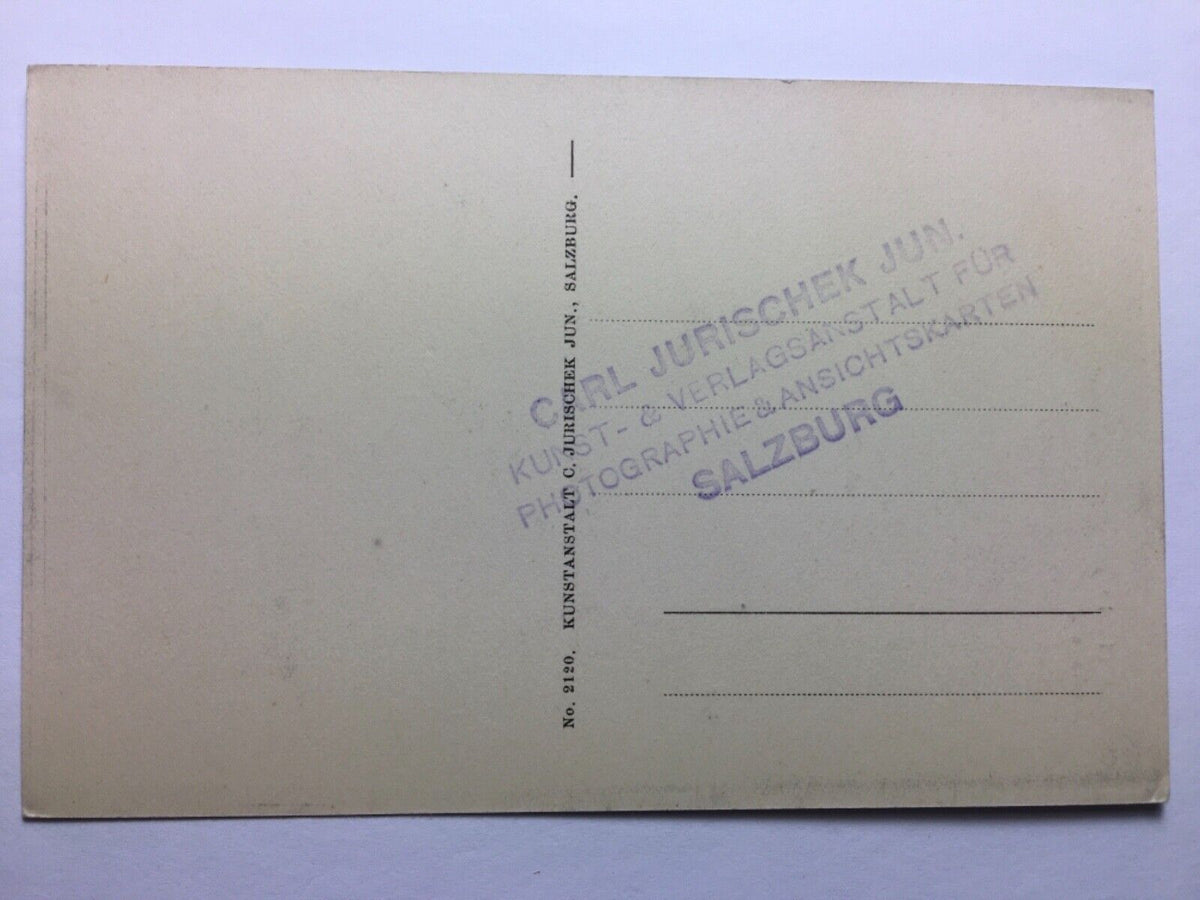 No. 2120. KUNSTANSTALT C. JURISCHEK JUN., SALZBURG. —
CARL JURISCHEK JUN.
KUNST- & VERLAGSANSTALT FÜR
PHOTOGRAPHIE & ANSICHTSKARTEN
SALZBURG